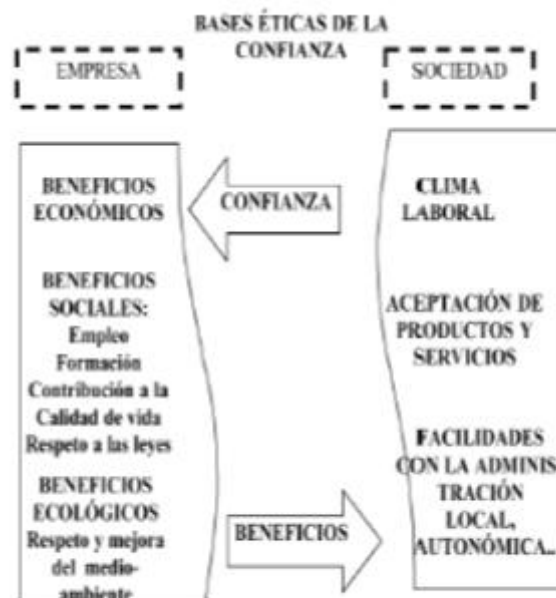 BASES ÉTICAS DE LA
CONFIANZA
EMPRESA
SOCIEDAD
BENEFICIOS
ECONÓMICOS
BENEFICIOS
SOCIALES:
Empleo
Formación
Contribución a la
Calidad de vida
Respeto a las leyes
BENEFICIOS
ECOLÓGICOS
Respeto y mejora
del medio-
ambiente
CONFIANZA
BENEFICIOS
CLIMA
LABORAL
ACEPTACIÓN DE
PRODUCTOS Y
SERVICIOS
FACILIDADES
CON LA ADMINIS
TRACIÓN
LOCAL,
AUTONÓMICA...